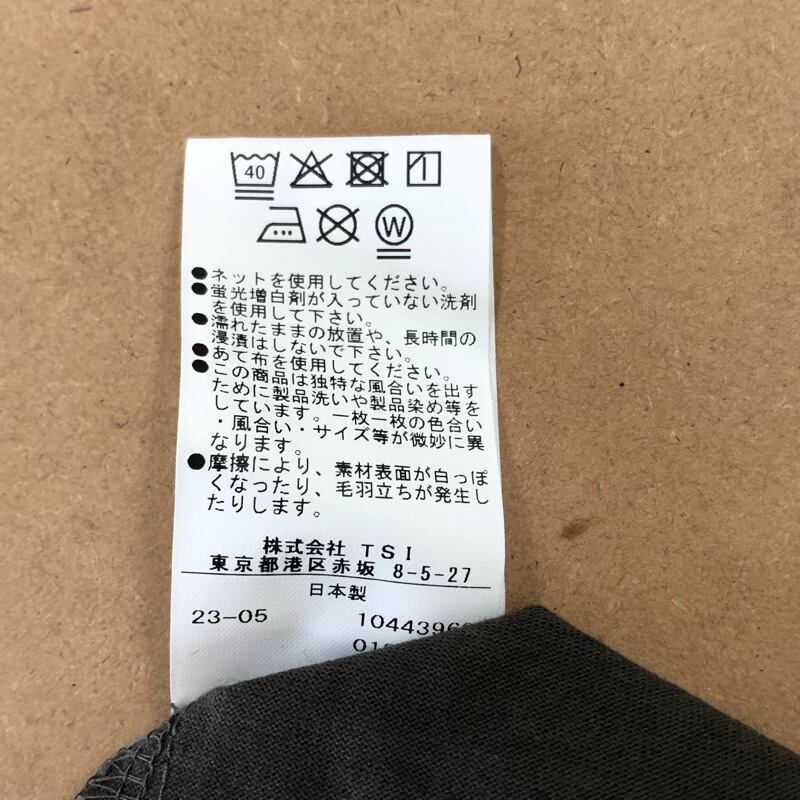 40
W
●ネットを使用してください。
●蛍光増白剤が入っていない洗剤
を使用して下さい。
●濡れたままの放置や、長時間の
浸漬はしないで下さい。
●あて布を使用してください。
●この商品は独特な風合いを出す
ために製品洗いや製品染め等を
しています。一枚一枚の色合い
・風合い・サイズ等が微妙に異
なります。
●摩擦により、素材表面が白っぽ
くなったり、毛羽立ちが発生し
たりします。
株式会社 TSI
東京都港区赤坂 8-5-27
日本製
23-05